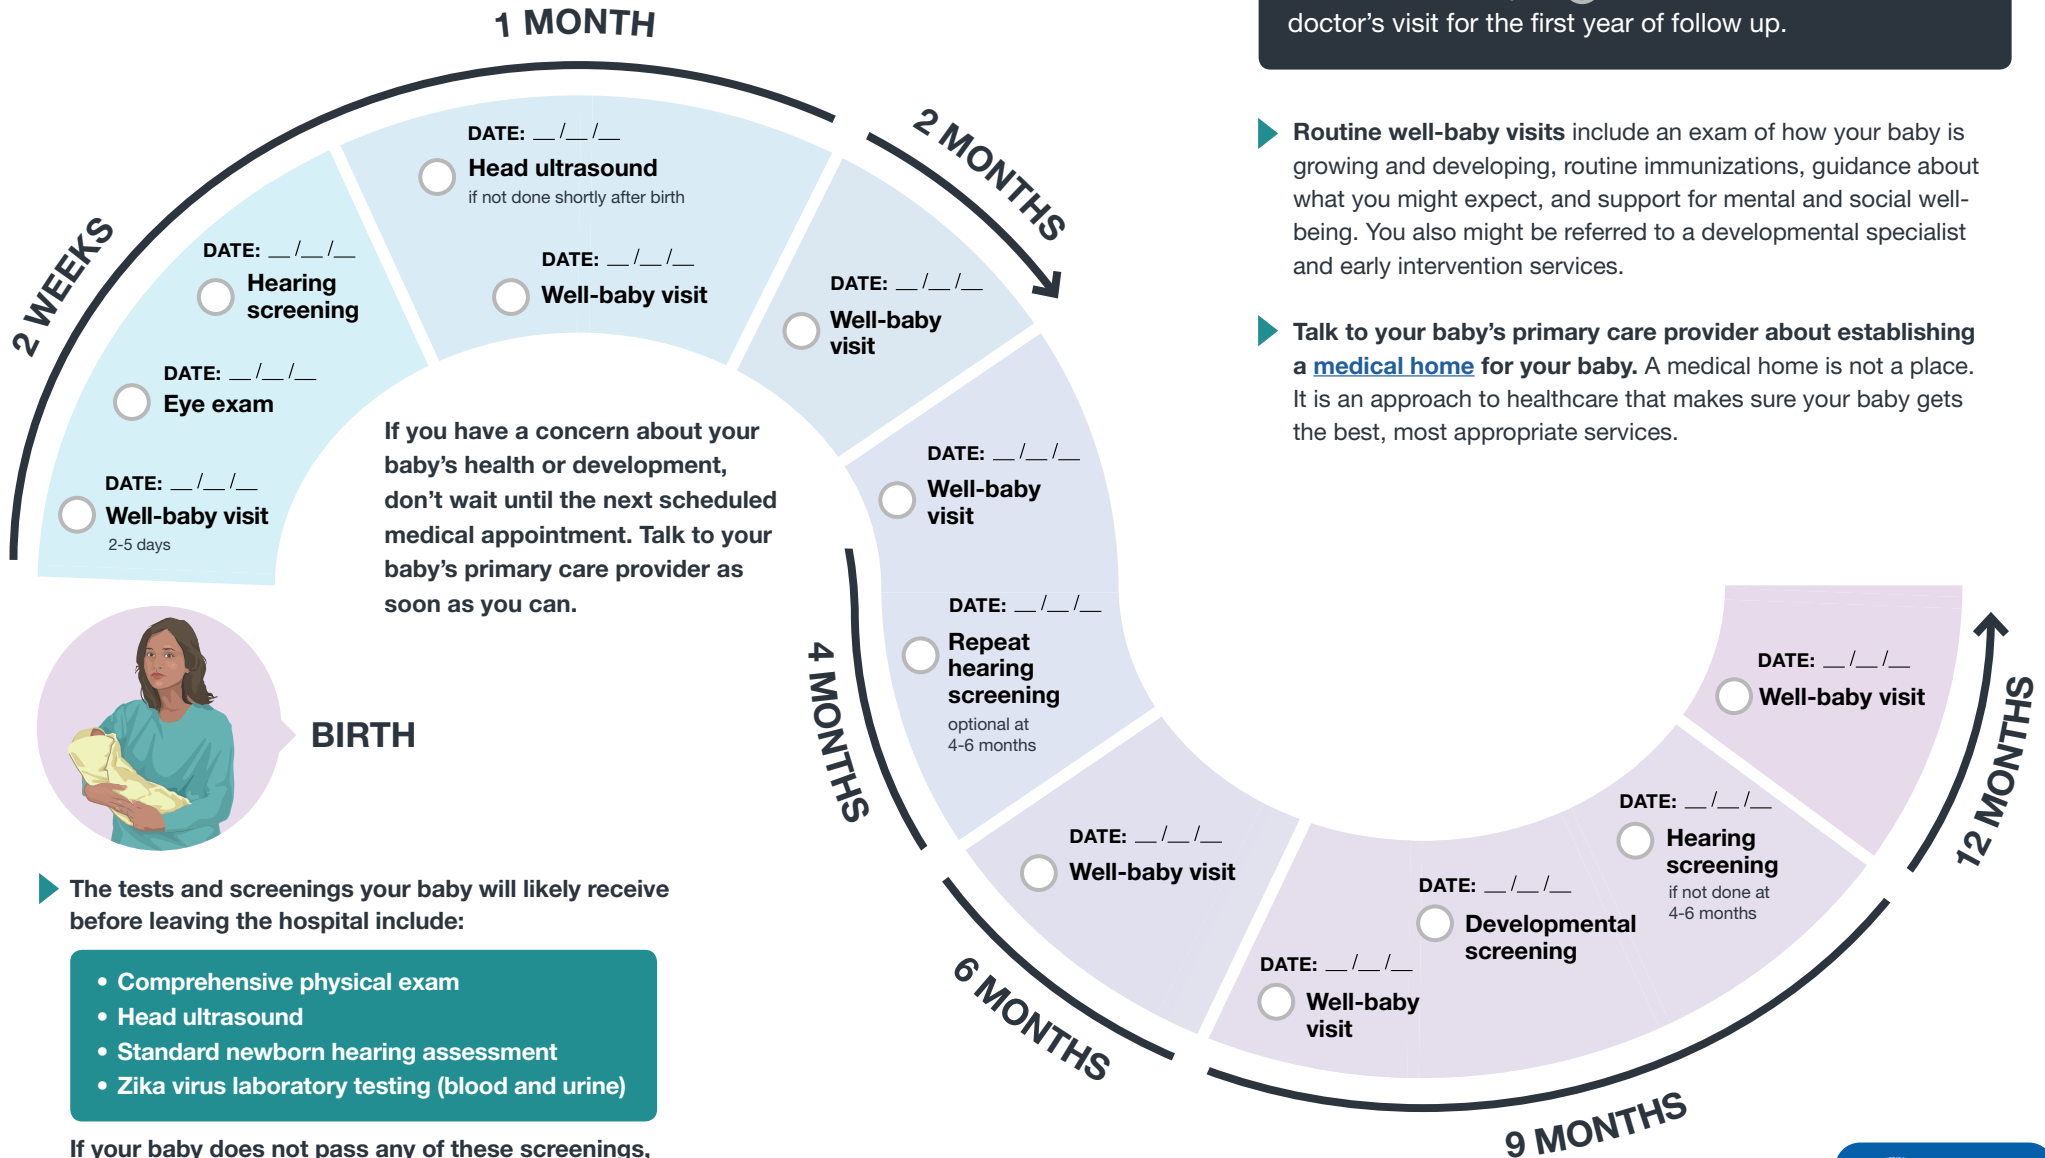 1 MONTH
doctor's visit for the first year of follow up.
2 MONTHS
2 WEEKS
DATE: __ /__ /__
Head ultrasound
if not done shortly after birth
DATE: __ /__ /__
Well-baby visit
DATE: __ /__ /__
Hearing
screening
DATE: __ /__ /__
Eye exam
DATE: __ /__ /__
Well-baby visit
2-5 days
DATE: __ /__ /__
Well-baby
visit
Routine well-baby visits include an exam of how your baby is
growing and developing, routine immunizations, guidance about
what you might expect, and support for mental and social well-
being. You also might be referred to a developmental specialist
and early intervention services.
Talk to your baby's primary care provider about establishing
a medical home for your baby. A medical home is not a place.
It is an approach to healthcare that makes sure your baby gets
the best, most appropriate services.
If you have a concern about your
baby's health or development,
don't wait until the next scheduled
medical appointment. Talk to your
baby's primary care provider as
soon as you can.
DATE: __ /__ /__
Well-baby
visit
DATE: __ /__ /__
Repeat
hearing
screening
optional at
4-6 months
4 MONTHS
BIRTH
DATE: __ /__ /__
Well-baby visit
6 MONTHS
DATE: __ /__ /__
Well-baby
visit
DATE: __ /__ /__
Developmental
screening
DATE: __ /__ /__
Hearing
screening
if not done at
4-6 months
9 MONTHS
DATE: __ /__ /__
Well-baby visit
12 MONTHS
The tests and screenings your baby will likely receive
before leaving the hospital include:
• Comprehensive physical exam
• Head ultrasound
• Standard newborn hearing assessment
• Zika virus laboratory testing (blood and urine)
If your baby does not pass any of these screenings,